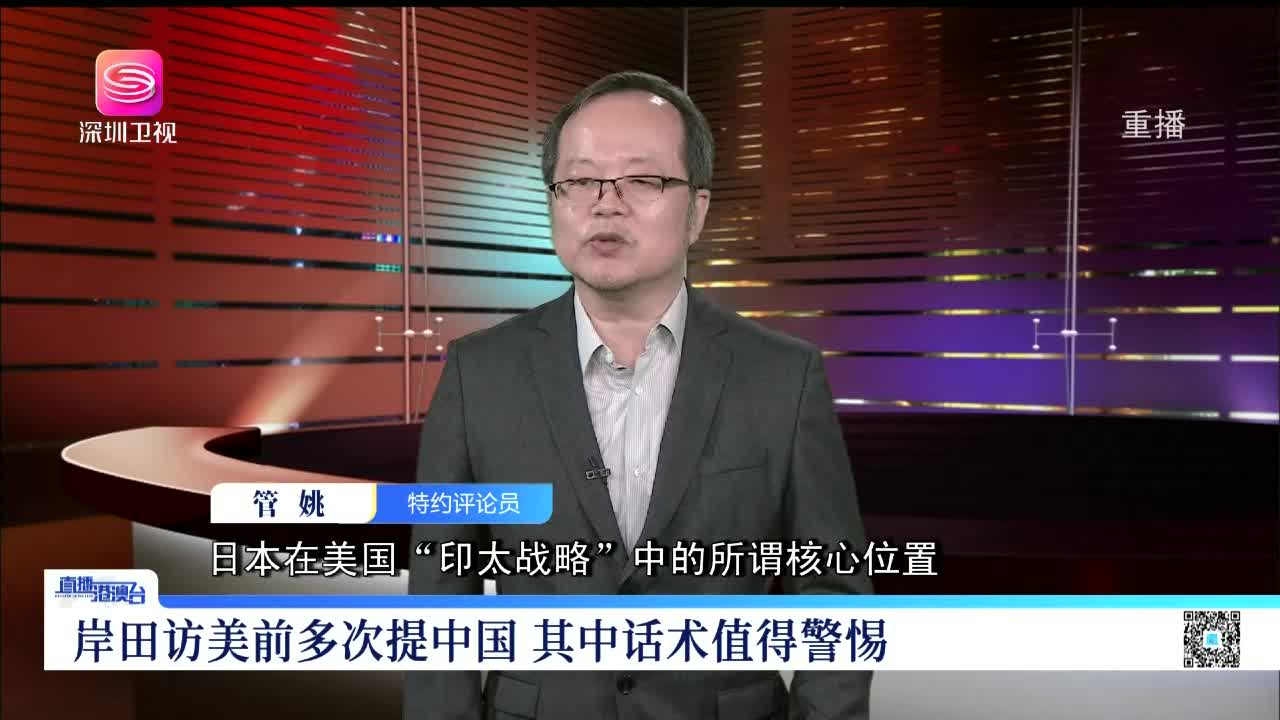 深圳卫视
重播
管姚
特约评论员
日本在美国“印太战略”中的所谓核心位置
直播港澳台
岸田访美前多次提中国 其中话术值得警惕